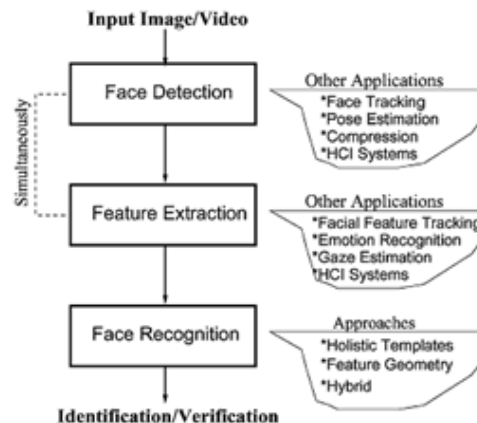 Input Image/Video
Face Detection
Other Applications
*Face Tracking
*Pose Estimation
*Compression
*HCI Systems
Simultaneously
Feature Extraction
Other Applications
*Facial Feature Tracking
*Emotion Recognition
*Gaze Estimation
*HCI Systems
Face Recognition
Approaches
*Holistic Templates
*Feature Geometry
*Hybrid
Identification/Verification